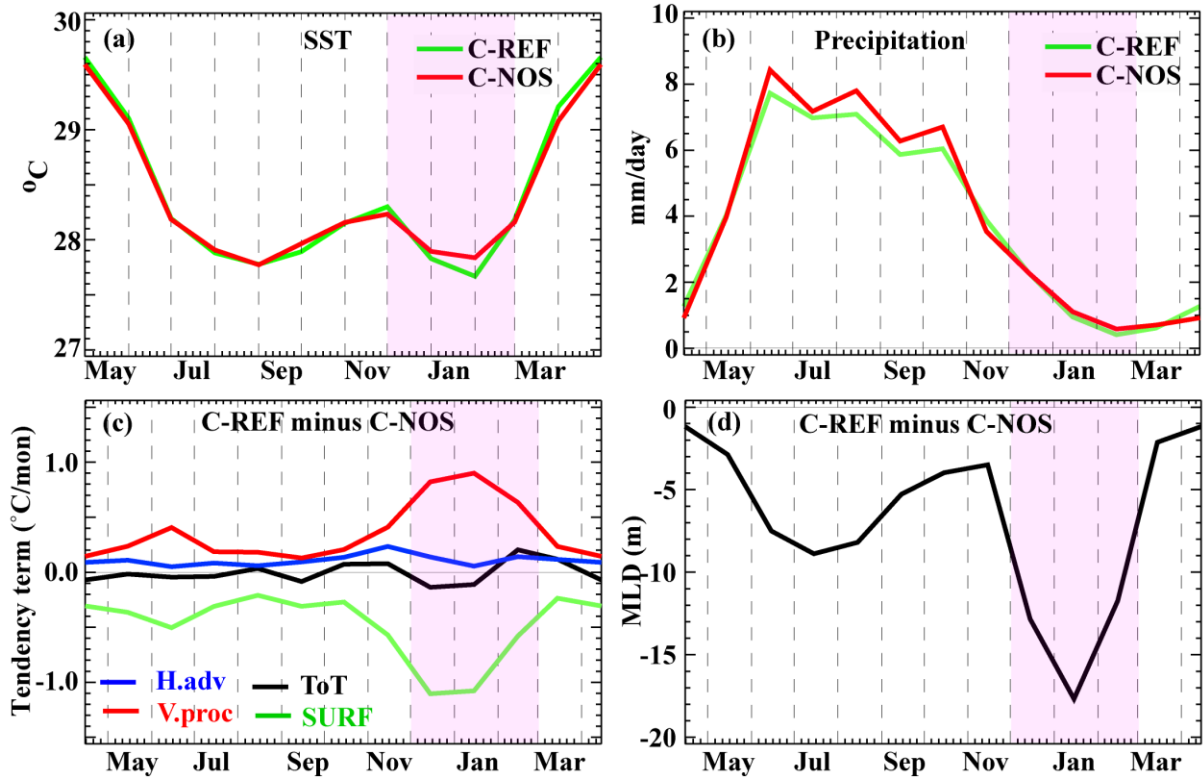 (a) SST
C-REF
C-NOS
30
29
28
27
oC
May Jul Sep Nov Jan Mar
(b) Precipitation
C-REF
C-NOS
10
8
6
4
2
0
mm/day
May Jul Sep Nov Jan Mar
(c) C-REF minus C-NOS
1.0
0.0
-1.0
Tendency term (°C/mon)
H.adv ToT
V.proc SURF
May Jul Sep Nov Jan Mar
(d) C-REF minus C-NOS
0
-5
-10
-15
-20
MLD (m)
May Jul Sep Nov Jan Mar